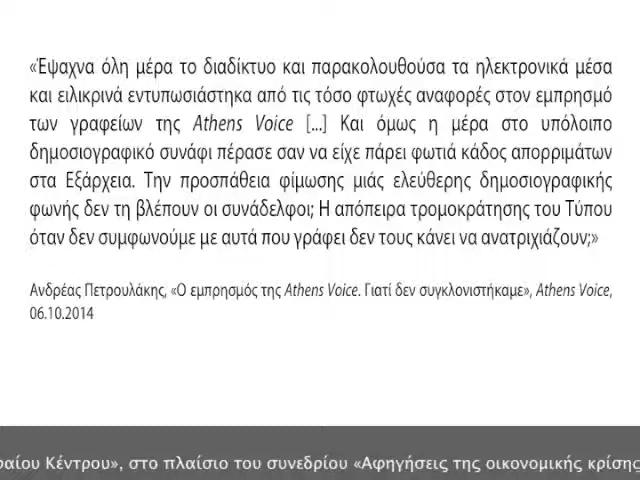 «Έψαχνα όλη μέρα το διαδίκτυο και παρακολουθούσα τα ηλεκτρονικά μέσα
και ειλικρινά εντυπωσιάστηκα από τις τόσο φτωχές αναφορές στον εμπρησμό
των γραφείων της Athens Voice [...] Και όμως η μέρα στο υπόλοιπο
δημοσιογραφικό συνάφι πέρασε σαν να είχε πάρει φωτιά κάδος απορριμάτων
στα Εξάρχεια. Την προσπάθεια φίμωσης μιάς ελεύθερης δημοσιογραφικής
φωνής δεν τη βλέπουν οι συνάδελφοι; Η απόπειρα τρομοκράτησης του Τύπου
όταν δεν συμφωνούμε με αυτά που γράφει δεν τους κάνει να ανατριχιάζουν;»
Ανδρέας Πετρουλάκης, «Ο εμπρησμός της Athens Voice. Γιατί δεν συγκλονιστήκαμε», Athens Voice,
06.10.2014
ραίου Κέντρου», στο πλαίσιο του συνεδρίου «Αφηγήσεις της οικονομικής κρίσης